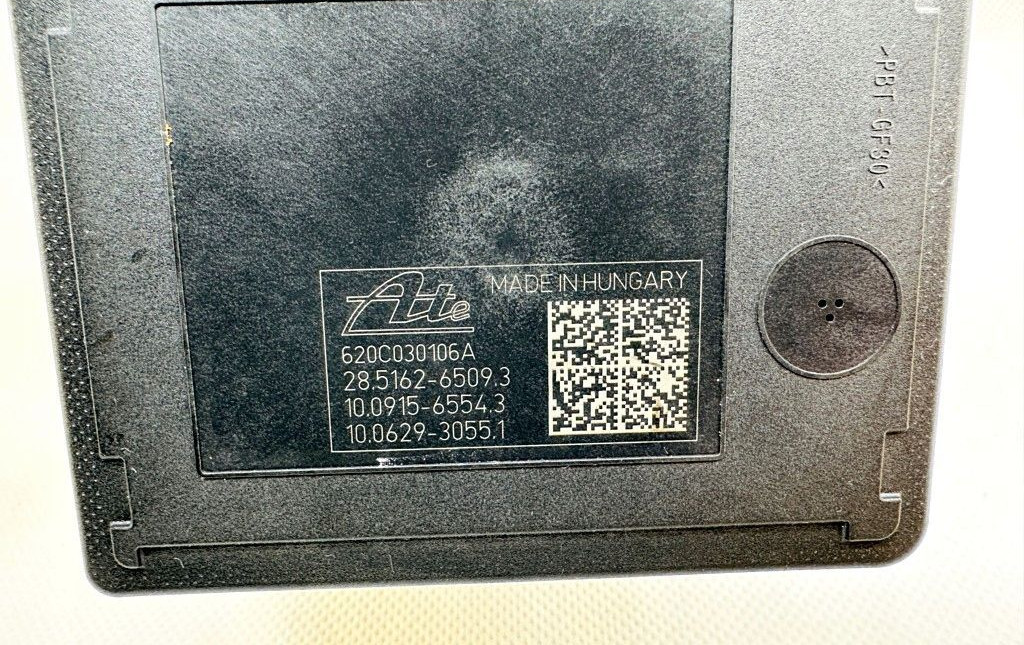 >PBT GF30<
Ate
MADE IN HUNGARY
620C030106A
28.5162-6509.3
10.0915-6554.3
10.0629-3055.1